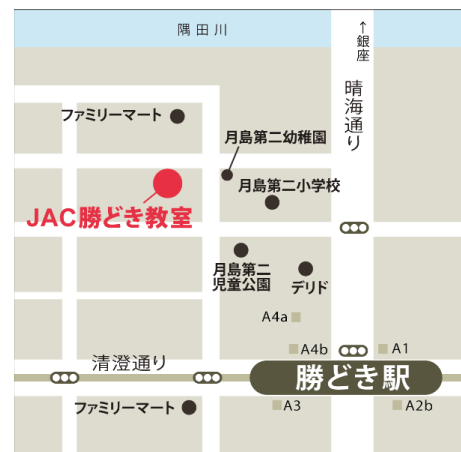 隅田川
↑銀座
晴海通り
ファミリーマート
月島第二幼稚園
月島第二小学校
JAC勝どき教室
月島第二
児童公園
デリド
A4a
A4b
A1
清澄通り
勝どき駅
ファミリーマート
A3
A2b